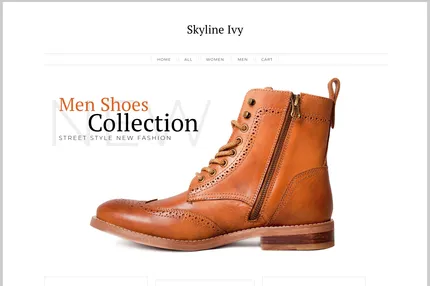 Skyline Ivy
HOME ALL WOMEN MEN CART
NEW
Men Shoes
Collection
STREET STYLE NEW FASHION